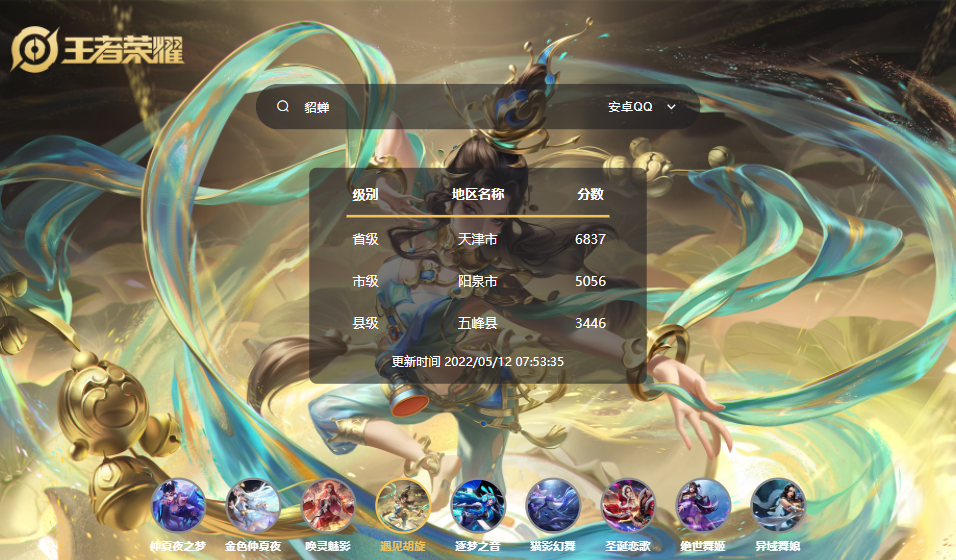 王者荣耀
貂蝉 安卓QQ
级别 地区名称 分数
省级 天津市 6837
市级 阳泉市 5056
县级 五峰县 3446
更新时间 2022/05/12 07:53:35
仲夏夜之梦 金色仲夏夜 唤灵魅影 遇见胡旋 逐梦之音 猫影幻舞 圣诞恋歌 绝世舞姬 异域舞娘